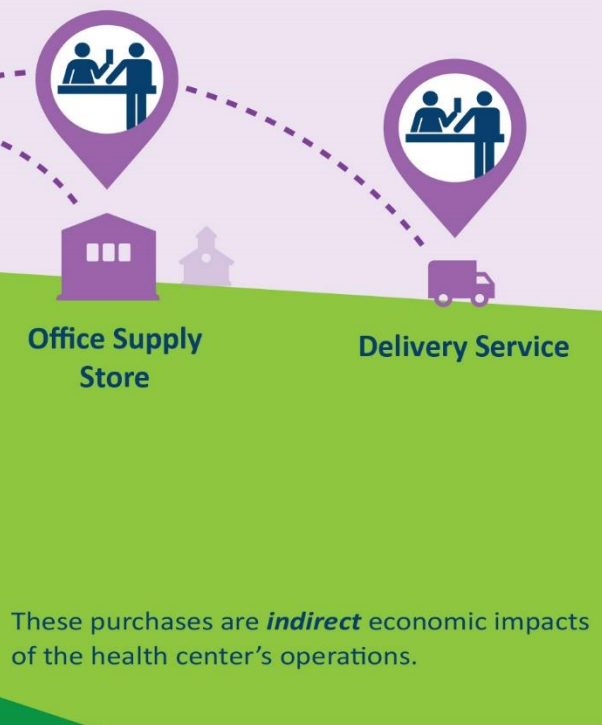 Office Supply
Store
Delivery Service
These purchases are indirect economic impacts
of the health center’s operations.